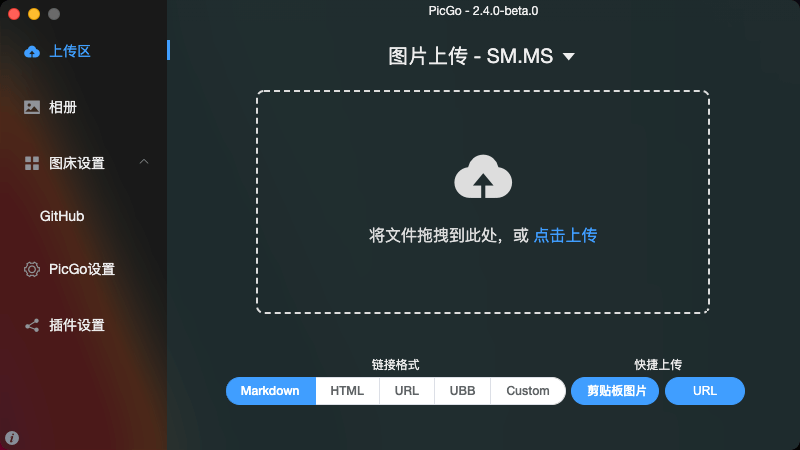 PicGo - 2.4.0-beta.0
上传区
相册
图床设置
GitHub
PicGo设置
插件设置
图片上传 - SM.MS
将文件拖拽到此处，或 点击上传
链接格式
Markdown HTML URL UBB Custom
快捷上传
剪贴板图片 URL
i